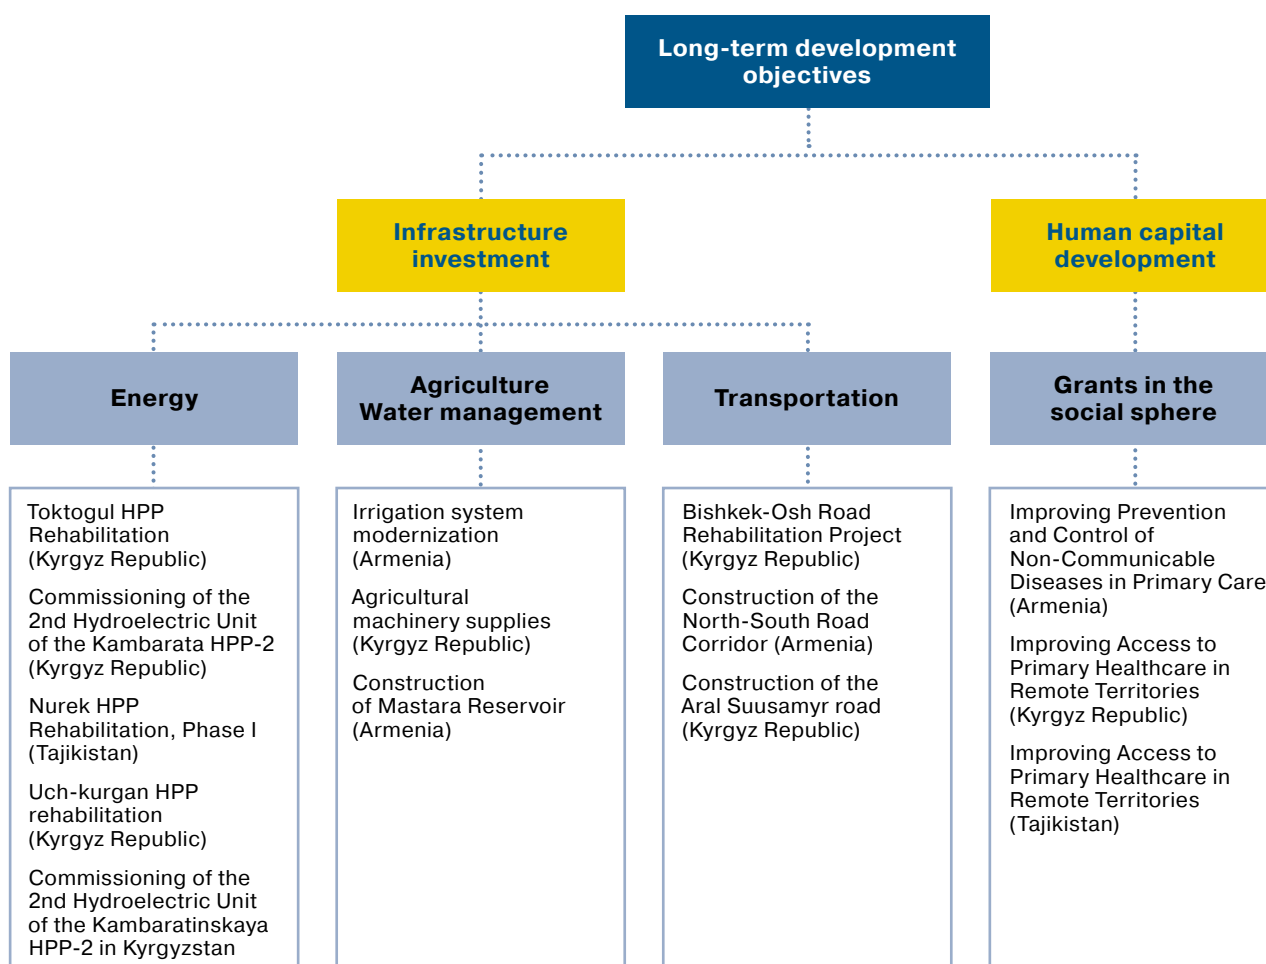 Long-term development
objectives
Infrastructure
investment
Human capital
development
Energy
Agriculture
Water management
Transportation
Grants in the
social sphere
Toktogul HPP
Rehabilitation
(Kyrgyz Republic)
Commissioning of the
2nd Hydroelectric Unit
of the Kambarata HPP-2
(Kyrgyz Republic)
Nurek HPP
Rehabilitation, Phase I
(Tajikistan)
Uch-kurgan HPP
rehabilitation
(Kyrgyz Republic)
Commissioning of the
2nd Hydroelectric Unit
of the Kambaratinskaya
HPP-2 in Kyrgyzstan
Irrigation system
modernization
(Armenia)
Agricultural
machinery supplies
(Kyrgyz Republic)
Construction
of Mastara Reservoir
(Armenia)
Bishkek-Osh Road
Rehabilitation Project
(Kyrgyz Republic)
Construction of the
North-South Road
Corridor (Armenia)
Construction of the
Aral Suusamyr road
(Kyrgyz Republic)
Improving Prevention
and Control of
Non-Communicable
Diseases in Primary Care
(Armenia)
Improving Access to
Primary Healthcare in
Remote Territories
(Kyrgyz Republic)
Improving Access to
Primary Healthcare in
Remote Territories
(Tajikistan)